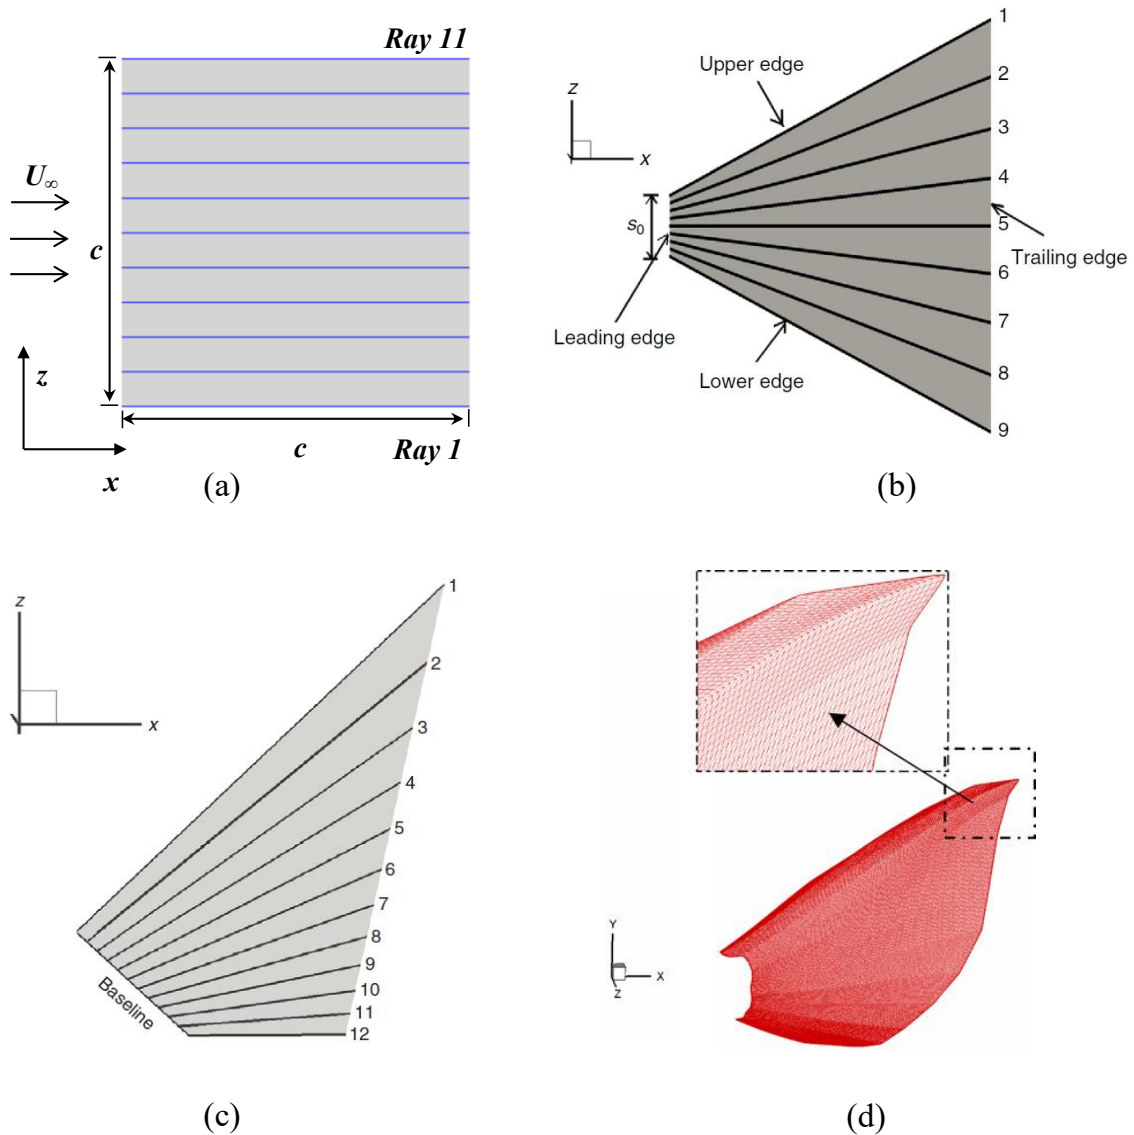 Ray 11
U∞
c
z
x
c
Ray 1
(a)
1
2
3
4
5
6
7
8
9
Upper edge
z
x
s0
Trailing edge
Leading edge
Lower edge
(b)
z
x
1
2
3
4
5
6
7
8
9
10
11
12
Baseline
(c)
Y
X
Z
(d)